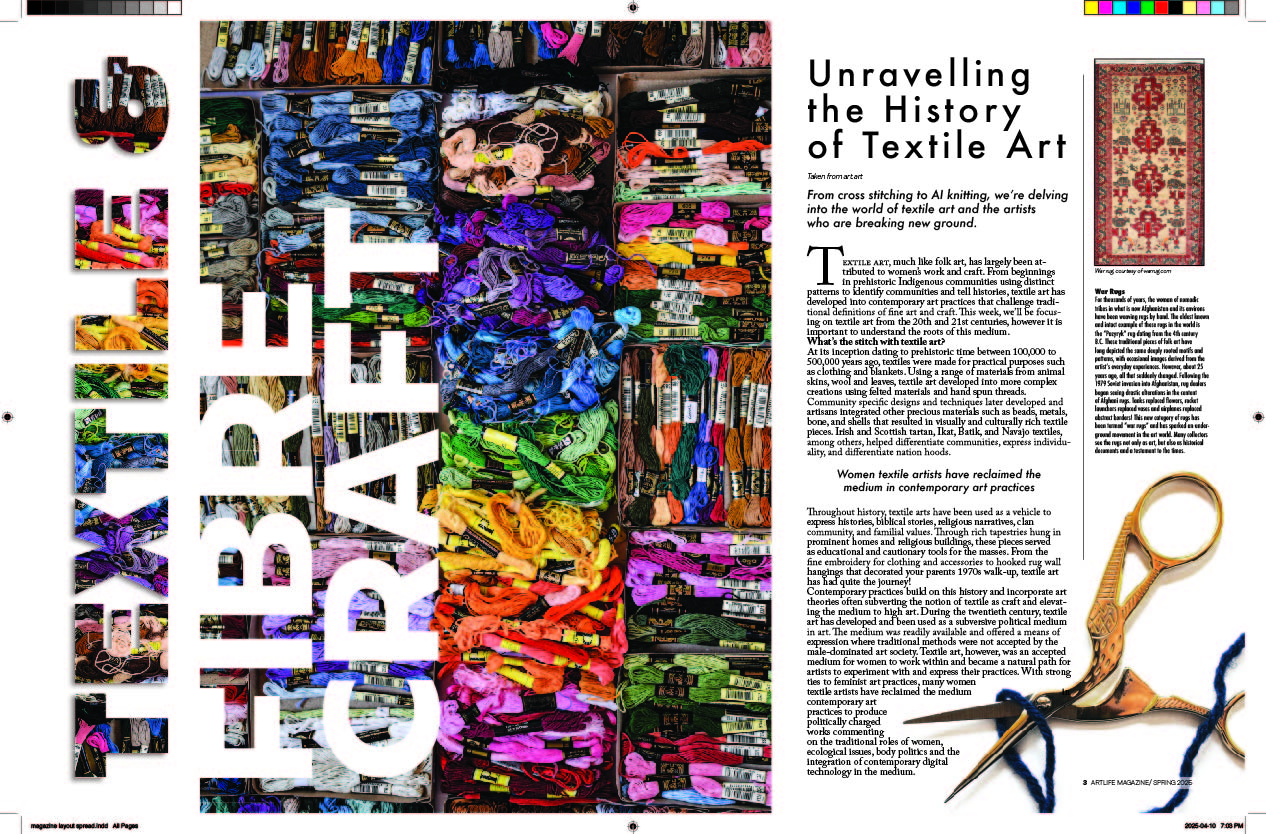 TEXTILE &
FIBRE
CRAFT
Unravelling
the History
of Textile Art
Taken from artart
From cross stitching to AI knitting, we're delving
into the world of textile art and the artists
who are breaking new ground.
Textile art, much like folk art, has largely been at-
tributed to women's work and craft. From beginnings
in prehistoric Indigenous communities using distinct
patterns to identify communities and tell histories, textile art has
developed into contemporary art practices that challenge tradi-
tional definitions of fine art and craft. This week, we'll be focus-
ing on textile art from the 20th and 21st centuries, however it is
important to understand the roots of this medium.
What's the stitch with textile art?
At its inception dating to prehistoric time between 100,000 to
500,000 years ago, textiles were made for practical purposes such
as clothing and blankets. Using a range of materials from animal
skins, wool and leaves, textile art developed into more complex
creations using felted materials and hand spun threads.
Community specific designs and techniques later developed and
artisans integrated other precious materials such as beads, metals,
bone, and shells that resulted in visually and culturally rich textile
pieces. Irish and Scottish tartan, Ikat, Batik, and Navajo textiles,
among others, helped differentiate communities, express individu-
ality, and differentiate nation hoods.
Women textile artists have reclaimed the
medium in contemporary art practices
Throughout history, textile arts have been used as a vehicle to
express histories, biblical stories, religious narratives, clan
community, and familial values. Through rich tapestries hung in
prominent homes and religious buildings, these pieces served
as educational and cautionary tools for the masses. From the
fine embroidery for clothing and accessories to hooked rug wall
hangings that decorated your parents 1970s walk-up, textile art
has had quite the journey!
Contemporary practices build on this history and incorporate art
theories often subverting the notion of textile as craft and elevat-
ing the medium to high art. During the twentieth century, textile
art has developed and been used as a subversive political medium
in art. The medium was readily available and offered a means of
expression where traditional methods were not accepted by the
male-dominated art society. Textile art, however, was an accepted
medium for women to work within and became a natural path for
artists to experiment with and express their practices. With strong
ties to feminist art practices, many women
textile artists have reclaimed the medium
contemporary art
practices to produce
politically charged
works commenting
on the traditional roles of women,
ecological issues, body politics and the
integration of contemporary digital
technology in the medium.
War rug, courtesy of warrug.com
War Rugs
For thousands of years, the woman of nomadic
tribes in what is now Afghanistan and its environs
have been weaving rugs by hand. The oldest known
and intact example of these rugs in the world is
the "Pazyryk" rug dating from the 4th century
B.C. These traditional pieces of folk art have
long depicted the same deeply rooted motifs and
patterns, with occasional images derived from the
artist's everyday experiences. However, about 25
years ago, all that suddenly changed. Following the
1979 Soviet invasion into Afghanistan, rug dealers
began seeing drastic alterations in the content
of Afghani rugs. Tanks replaced flowers, rocket
launchers replaced vases and airplanes replaced
abstract borders! This new category of rugs has
been termed "war rugs" and has sparked an under-
ground movement in the art world. Many collectors
see the rugs not only as art, but also as historical
documents and a testament to the times.
3 ARTLIFE MAGAZINE/ SPRING 2025
magazine layout spread.indd All Pages
2025-04-10 7:03 PM